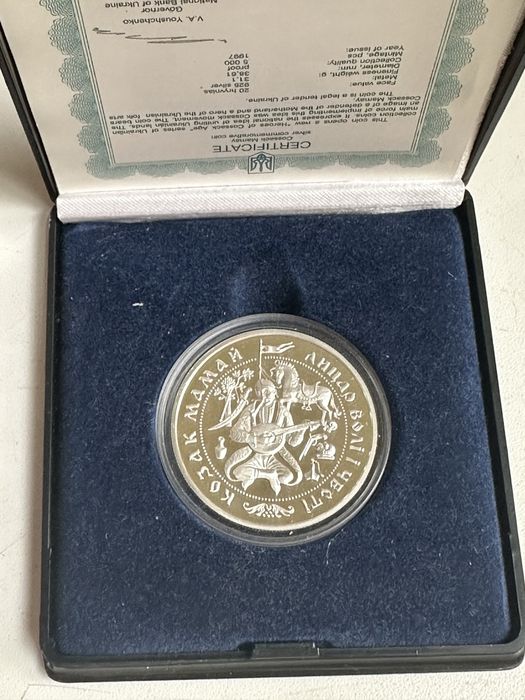 CERTIFICATE
Cossack Mamay
silver commemorative coin
This coin opens a new "Heroes of Cossack Age" series of Ukrainian
collection coins. It expresses the national idea of uniting Ukrainian lands. The
main force of implementing this idea was Cossack movement. The coin bears
an image of a defender of the Motherland and a hero of the Ukrainian folk arts
Cossack Mamay.
The coin is a legal tender of Ukraine.
Face value: 20 hryvnias
Metal: 925 silver
Fineness weight, g: 31,1
Diameter, mm: 38,61
Collection quality: proof
Mintage, pcs: 5 000
Year of issue: 1997
V.A. Youshchenko
Governor
National Bank of Ukraine
КОЗАК МАМАЙ
ЛИЦАР ВОЛІ І ЧЕСТІ